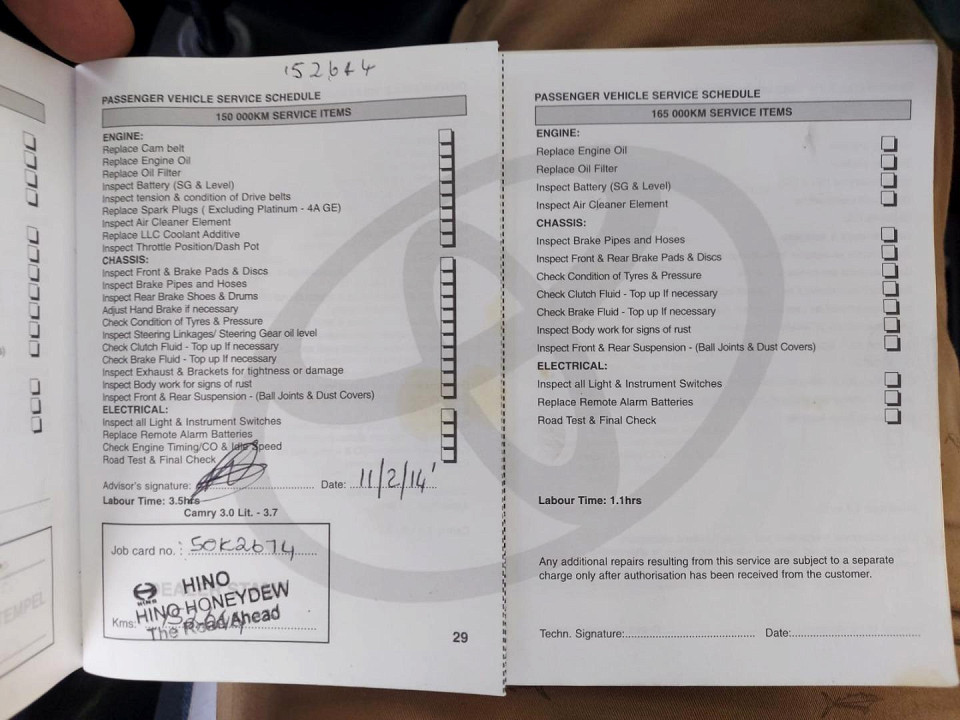 152644
PASSENGER VEHICLE SERVICE SCHEDULE
150 000KM SERVICE ITEMS
ENGINE:
Replace Cam belt
Replace Engine Oil
Replace Oil Filter
Inspect Battery (SG & Level)
Inspect tension & condition of Drive belts
Replace Spark Plugs ( Excluding Platinum - 4A GE)
Inspect Air Cleaner Element
Replace LLC Coolant Additive
Inspect Throttle Position/Dash Pot
CHASSIS:
Inspect Front & Brake Pads & Discs
Inspect Brake Pipes and Hoses
Inspect Rear Brake Shoes & Drums
Adjust Hand Brake if necessary
Check Condition of Tyres & Pressure
Inspect Steering Linkages/ Steering Gear oil level
Check Clutch Fluid - Top up If necessary
Check Brake Fluid - Top up If necessary
Inspect Exhaust & Brackets for tightness or damage
Inspect Body work for signs of rust
Inspect Front & Rear Suspension - (Ball Joints & Dust Covers)
ELECTRICAL:
Inspect all Light & Instrument Switches
Replace Remote Alarm Batteries
Check Engine Timing/CO & Idle Speed
Road Test & Final Check
Advisor's signature: Date: 11/2/14
Labour Time: 3.5hrs
Camry 3.0 Lit. - 3.7
Job card no. : 50K2674
HINO
HINO HONEYDEW
Kms:
The Road Ahead
29
TEMPEL
PASSENGER VEHICLE SERVICE SCHEDULE
165 000KM SERVICE ITEMS
ENGINE:
Replace Engine Oil
Replace Oil Filter
Inspect Battery (SG & Level)
Inspect Air Cleaner Element
CHASSIS:
Inspect Brake Pipes and Hoses
Inspect Front & Rear Brake Pads & Discs
Check Condition of Tyres & Pressure
Check Clutch Fluid - Top up If necessary
Check Brake Fluid - Top up If necessary
Inspect Body work for signs of rust
Inspect Front & Rear Suspension - (Ball Joints & Dust Covers)
ELECTRICAL:
Inspect all Light & Instrument Switches
Replace Remote Alarm Batteries
Road Test & Final Check
Labour Time: 1.1hrs
Any additional repairs resulting from this service are subject to a separate
charge only after authorisation has been received from the customer.
Techn. Signature: Date: